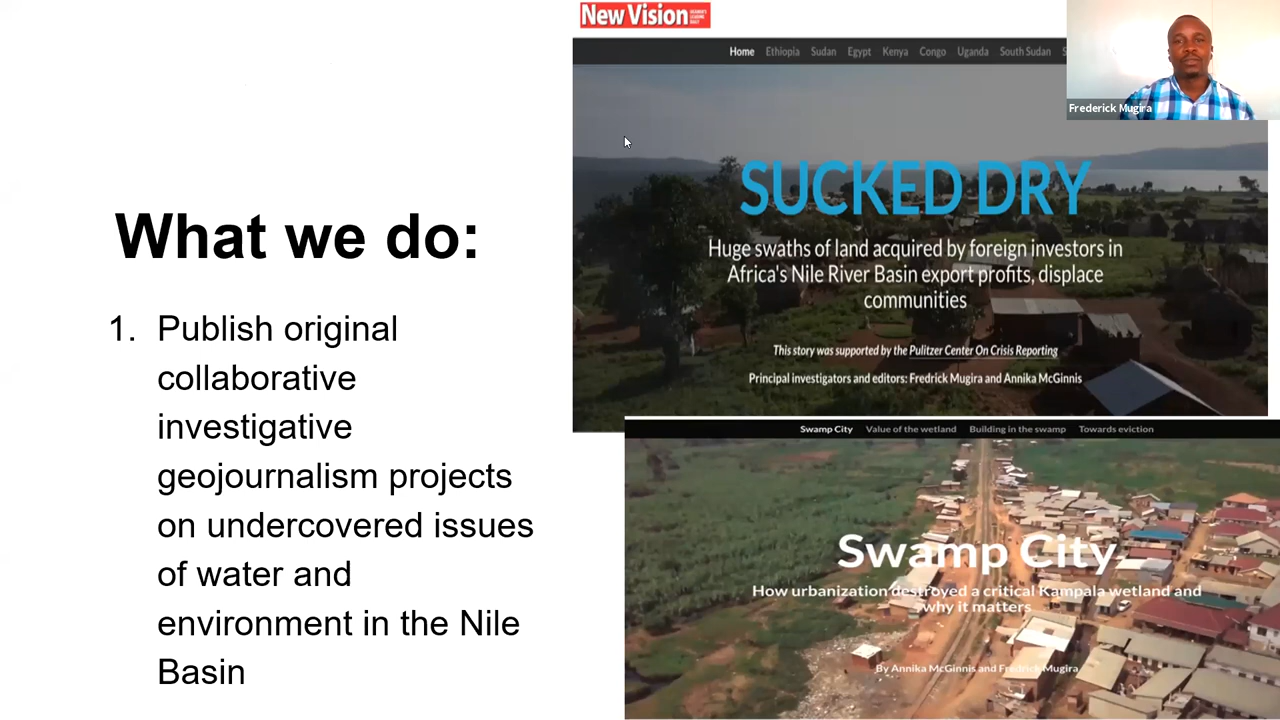 What we do:
1. Publish original
collaborative
investigative
geojournalism projects
on undercovered issues
of water and
environment in the Nile
Basin
New Vision
Home Ethiopia Sudan Egypt Kenya Congo Uganda South Sudan
SUCKED DRY
Huge swaths of land acquired by foreign investors in
Africa's Nile River Basin export profits, displace
communities
This story was supported by the Pulitzer Center On Crisis Reporting
Principal investigators and editors: Fredrick Mugira and Annika McGinnis
Frederick Mugira
Swamp City Value of the wetland Building in the swamp Towards eviction
Swamp City
How urbanization destroyed a critical Kampala wetland and
why it matters
By Annika McGinnis and Fredrick Mugira